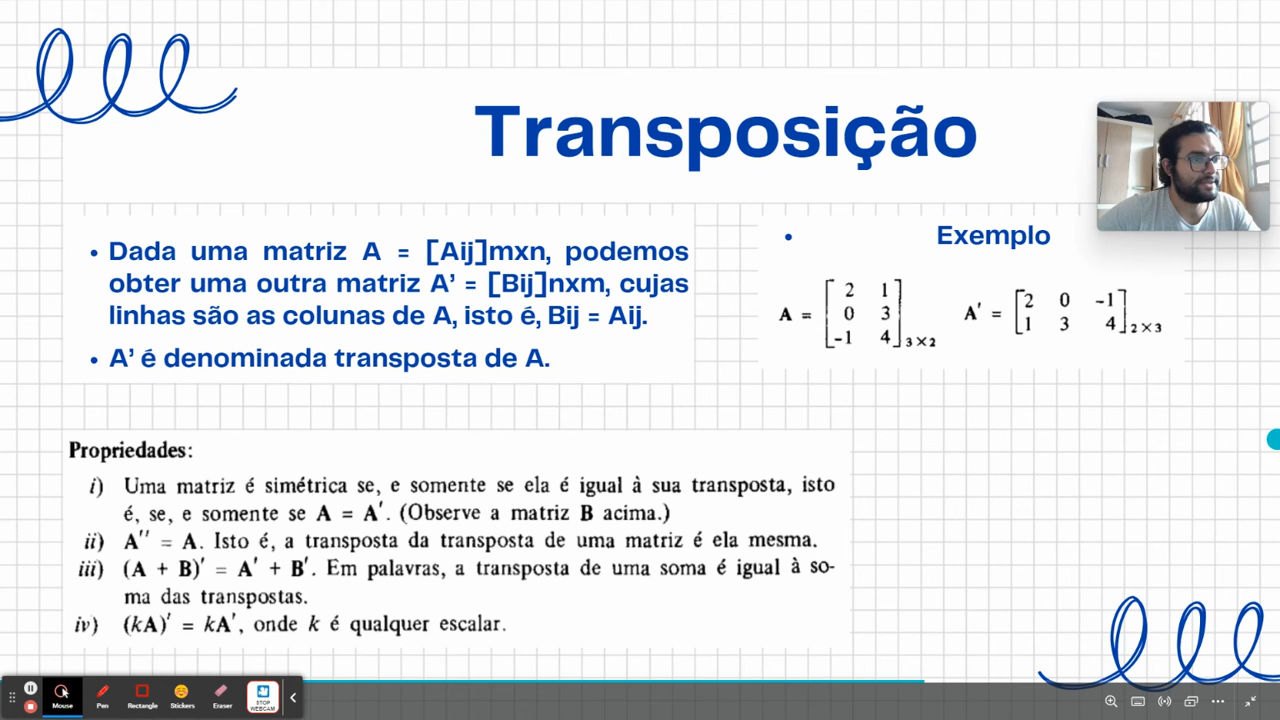 Transposição
• Dada uma matriz A = [Aij]mxn, podemos
obter uma outra matriz A’ = [Bij]nxm, cujas
linhas são as colunas de A, isto é, Bij = Aij.
• A’ é denominada transposta de A.
• Exemplo
A = [2 1
0 3
-1 4] 3 × 2
A′ = [2 0 -1
1 3 4] 2 × 3
Propriedades:
i) Uma matriz é simétrica se, e somente se ela é igual à sua transposta, isto
é, se, e somente se A = A′. (Observe a matriz B acima.)
ii) A′′ = A. Isto é, a transposta da transposta de uma matriz é ela mesma.
iii) (A + B)′ = A′ + B′. Em palavras, a transposta de uma soma é igual à so-
ma das transpostas.
iv) (kA)′ = kA′, onde k é qualquer escalar.
Mouse Pen Rectangle Stickers Eraser STOP WEBCAM